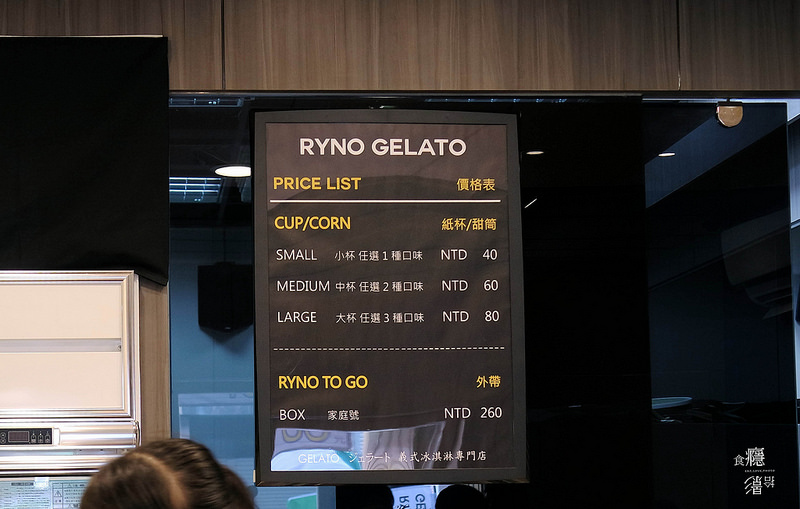 RYNO GELATO
PRICE LIST 價格表
CUP/CORN 紙杯/甜筒
SMALL 小杯 任選 1 種口味 NTD 40
MEDIUM 中杯 任選 2 種口味 NTD 60
LARGE 大杯 任選 3 種口味 NTD 80
RYNO TO GO 外帶
BOX 家庭號 NTD 260
GELATO ジェラート 義式冰淇淋專門店
食癮